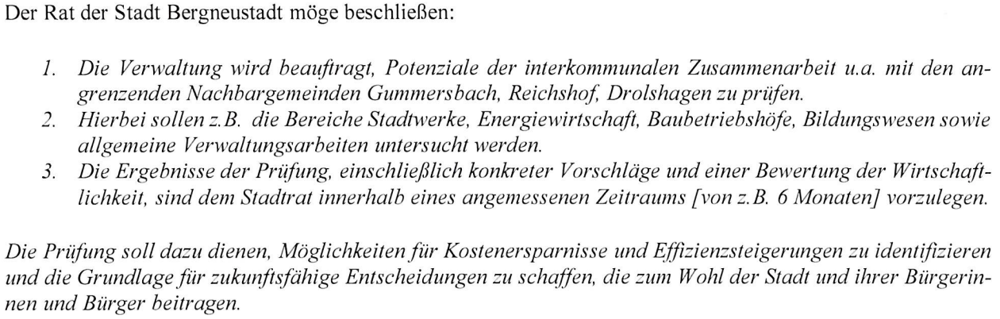 Der Rat der Stadt Bergneustadt möge beschließen:
1. Die Verwaltung wird beauftragt, Potenziale der interkommunalen Zusammenarbeit u.a. mit den an-
grenzenden Nachbargemeinden Gummersbach, Reichshof, Drolshagen zu prüfen.
2. Hierbei sollen z.B. die Bereiche Stadtwerke, Energiewirtschaft, Baubetriebshöfe, Bildungswesen sowie
allgemeine Verwaltungsarbeiten untersucht werden.
3. Die Ergebnisse der Prüfung, einschließlich konkreter Vorschläge und einer Bewertung der Wirtschaft-
lichkeit, sind dem Stadtrat innerhalb eines angemessenen Zeitraums [von z.B. 6 Monaten] vorzulegen.
Die Prüfung soll dazu dienen, Möglichkeiten für Kostenersparnisse und Effizienzsteigerungen zu identifizieren
und die Grundlage für zukunftsfähige Entscheidungen zu schaffen, die zum Wohl der Stadt und ihrer Bürgerin-
nen und Bürger beitragen.